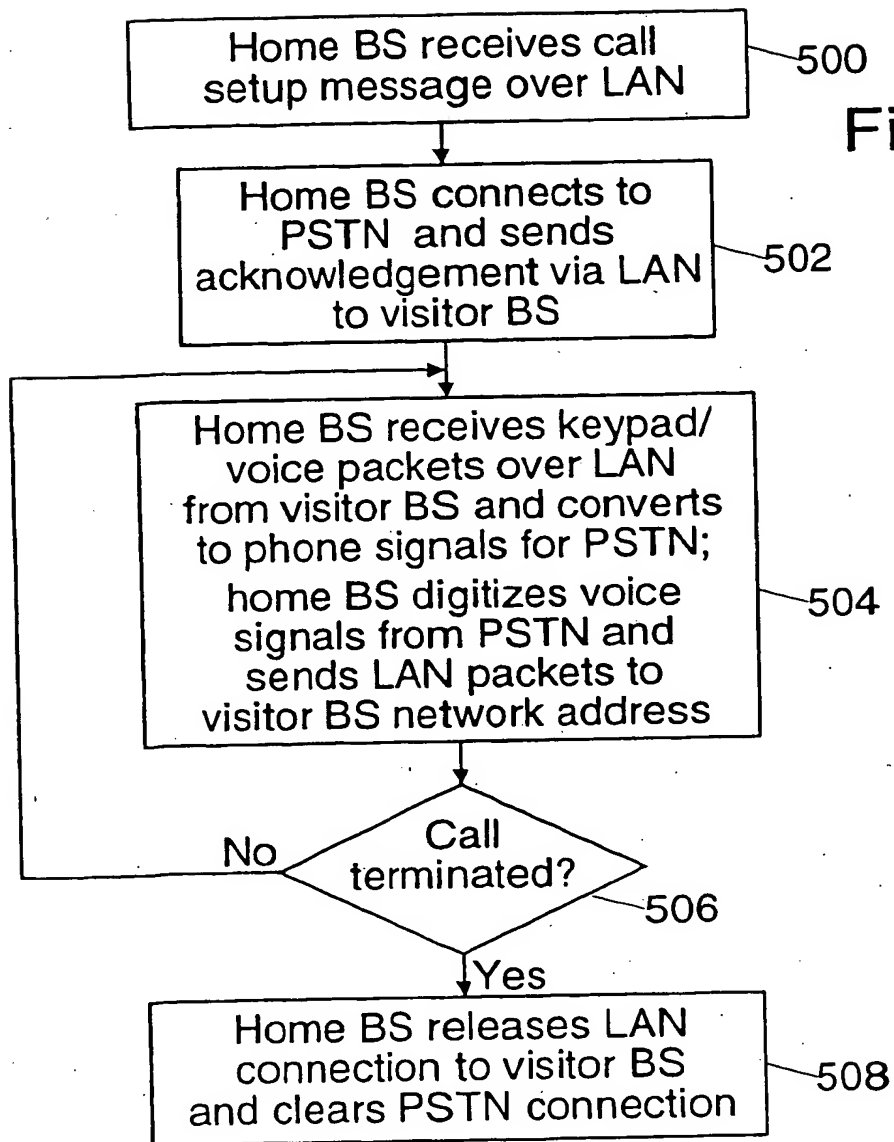 Home BS receives call
setup message over LAN
500
Fi
Home BS connects to
PSTN and sends
acknowledgement via LAN
to visitor BS
502
Home BS receives keypad/
voice packets over LAN
from visitor BS and converts
to phone signals for PSTN;
home BS digitizes voice
signals from PSTN and
sends LAN packets to
visitor BS network address
504
Call
terminated?
No
506
Yes
Home BS releases LAN
connection to visitor BS
and clears PSTN connection
508